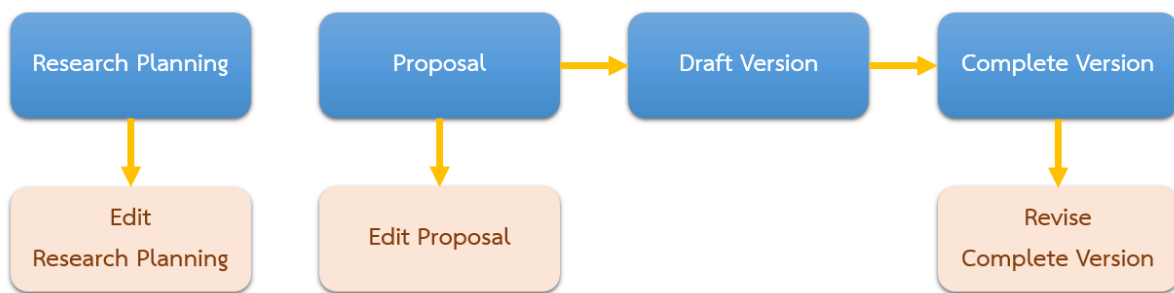 Research Planning
Proposal
Draft Version
Complete Version
Edit
Research Planning
Edit Proposal
Revise
Complete Version